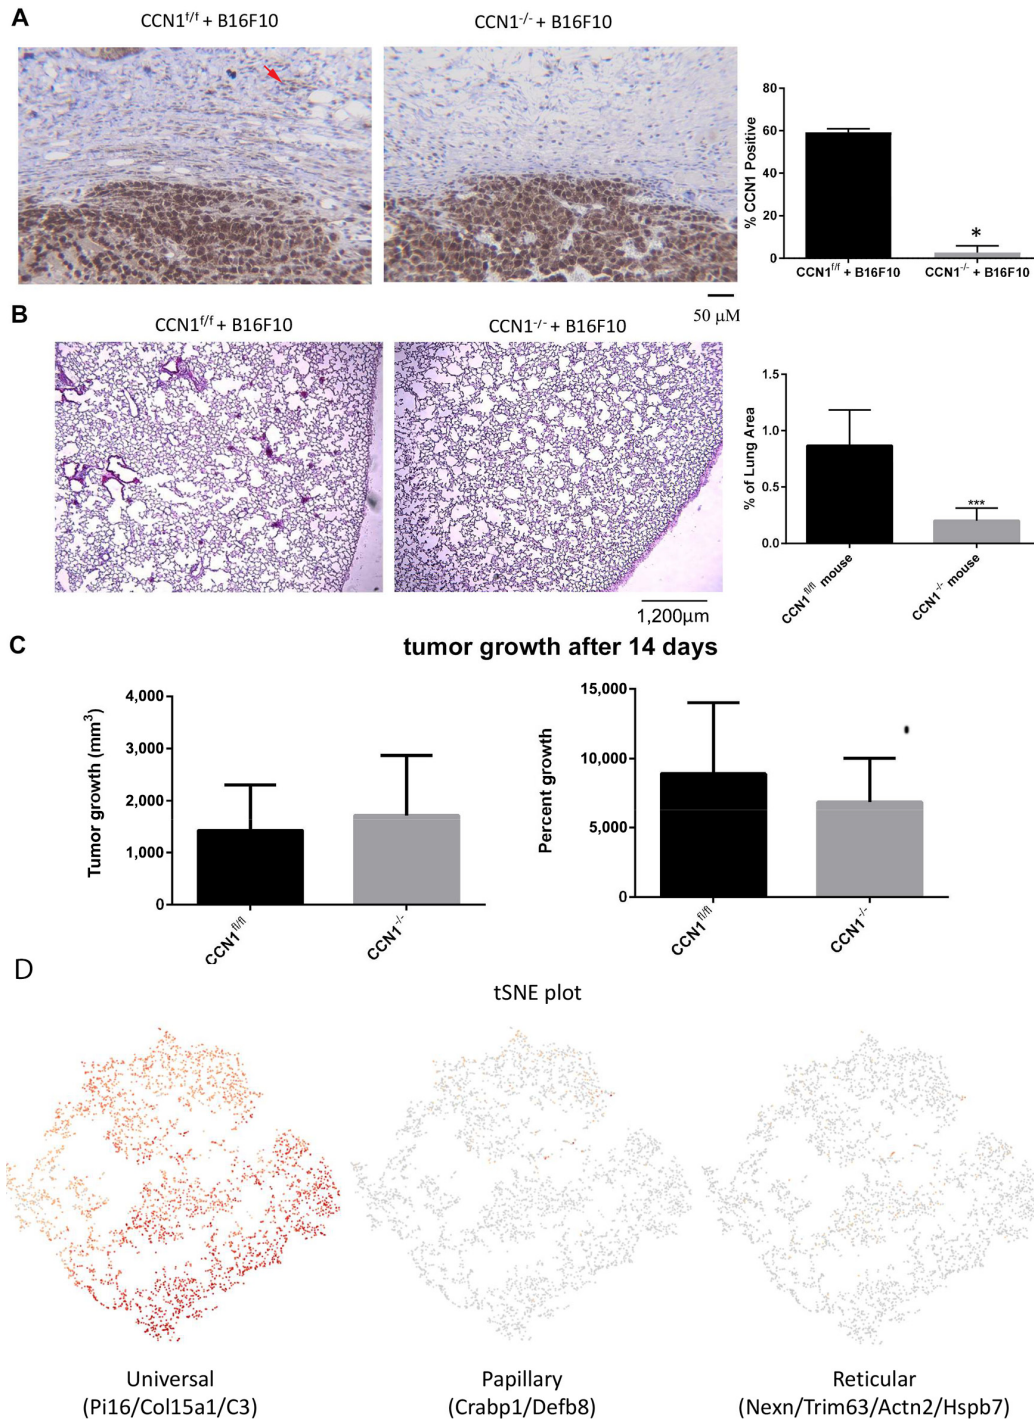 A
CCN1f/f + B16F10
CCN1-/- + B16F10
80
60
40
20
0
% CCN1 Positive
*
CCN1f/f + B16F10
CCN1-/- + B16F10
50 µM
B
CCN1f/f + B16F10
CCN1-/- + B16F10
1,200µm
1.5
1.0
0.5
0.0
% of Lung Area
***
CCN1fl/fl mouse
CCN1-/- mouse
C
tumor growth after 14 days
4,000
3,000
2,000
1,000
0
Tumor growth (mm3)
CCN1fl/fl
CCN1-/-
15,000
10,000
5,000
0
Percent growth
CCN1fl/fl
CCN1-/-
D
tSNE plot
Universal
(Pi16/Col15a1/C3)
Papillary
(Crabp1/Defb8)
Reticular
(Nexn/Trim63/Actn2/Hspb7)